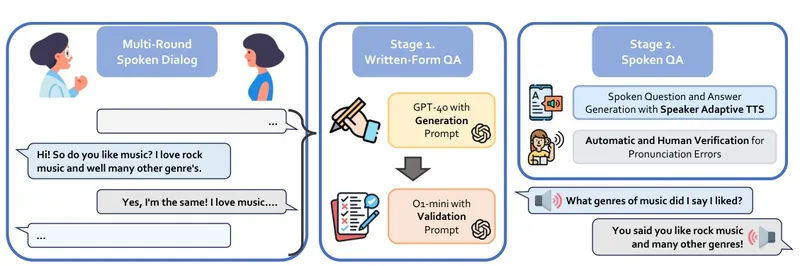 Multi-Round
Spoken Dialog
...
Hi! So do you like music? I love rock
music and well many other genre's.
Yes, I'm the same! I love music....
...
Stage 1.
Written-Form QA
GPT-4o with
Generation
Prompt
O1-mini with
Validation
Prompt
Stage 2.
Spoken QA
A
Spoken Question and Answer
Generation with Speaker Adaptive TTS
Automatic and Human Verification for
Pronunciation Errors
What genres of music did I say I liked?
You said you like rock music
and many other genres!